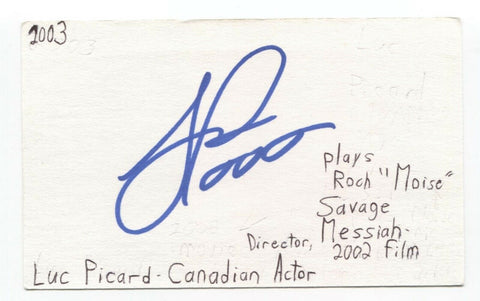 2003
plays
Roch "Moise"
Savage
Messiah-
Director, 2002 film
Luc Picard-Canadian Actor